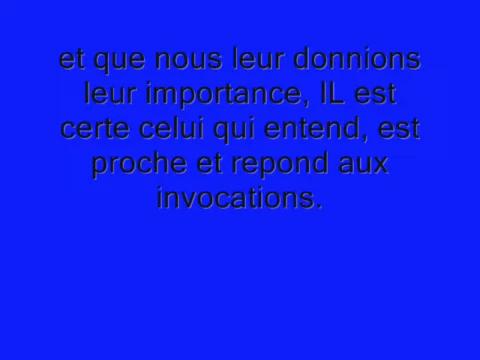 et que nous leur donnions
leur importance, IL est
certe celui qui entend, est
proche et repond aux
invocations.